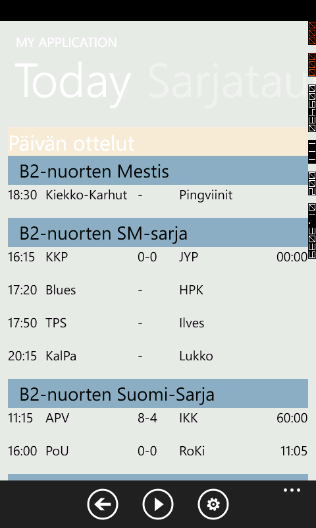 MY APPLICATION
Today Sarjatau
Päivän ottelut
B2-nuorten Mestis
18:30 Kiekko-Karhut - Pingviinit
B2-nuorten SM-sarja
16:15 KKP 0-0 JYP 00:00
17:20 Blues - HPK
17:50 TPS - Ilves
20:15 KalPa - Lukko
B2-nuorten Suomi-Sarja
11:15 APV 8-4 IKK 60:00
16:00 PoU 0-0 RoKi 11:05